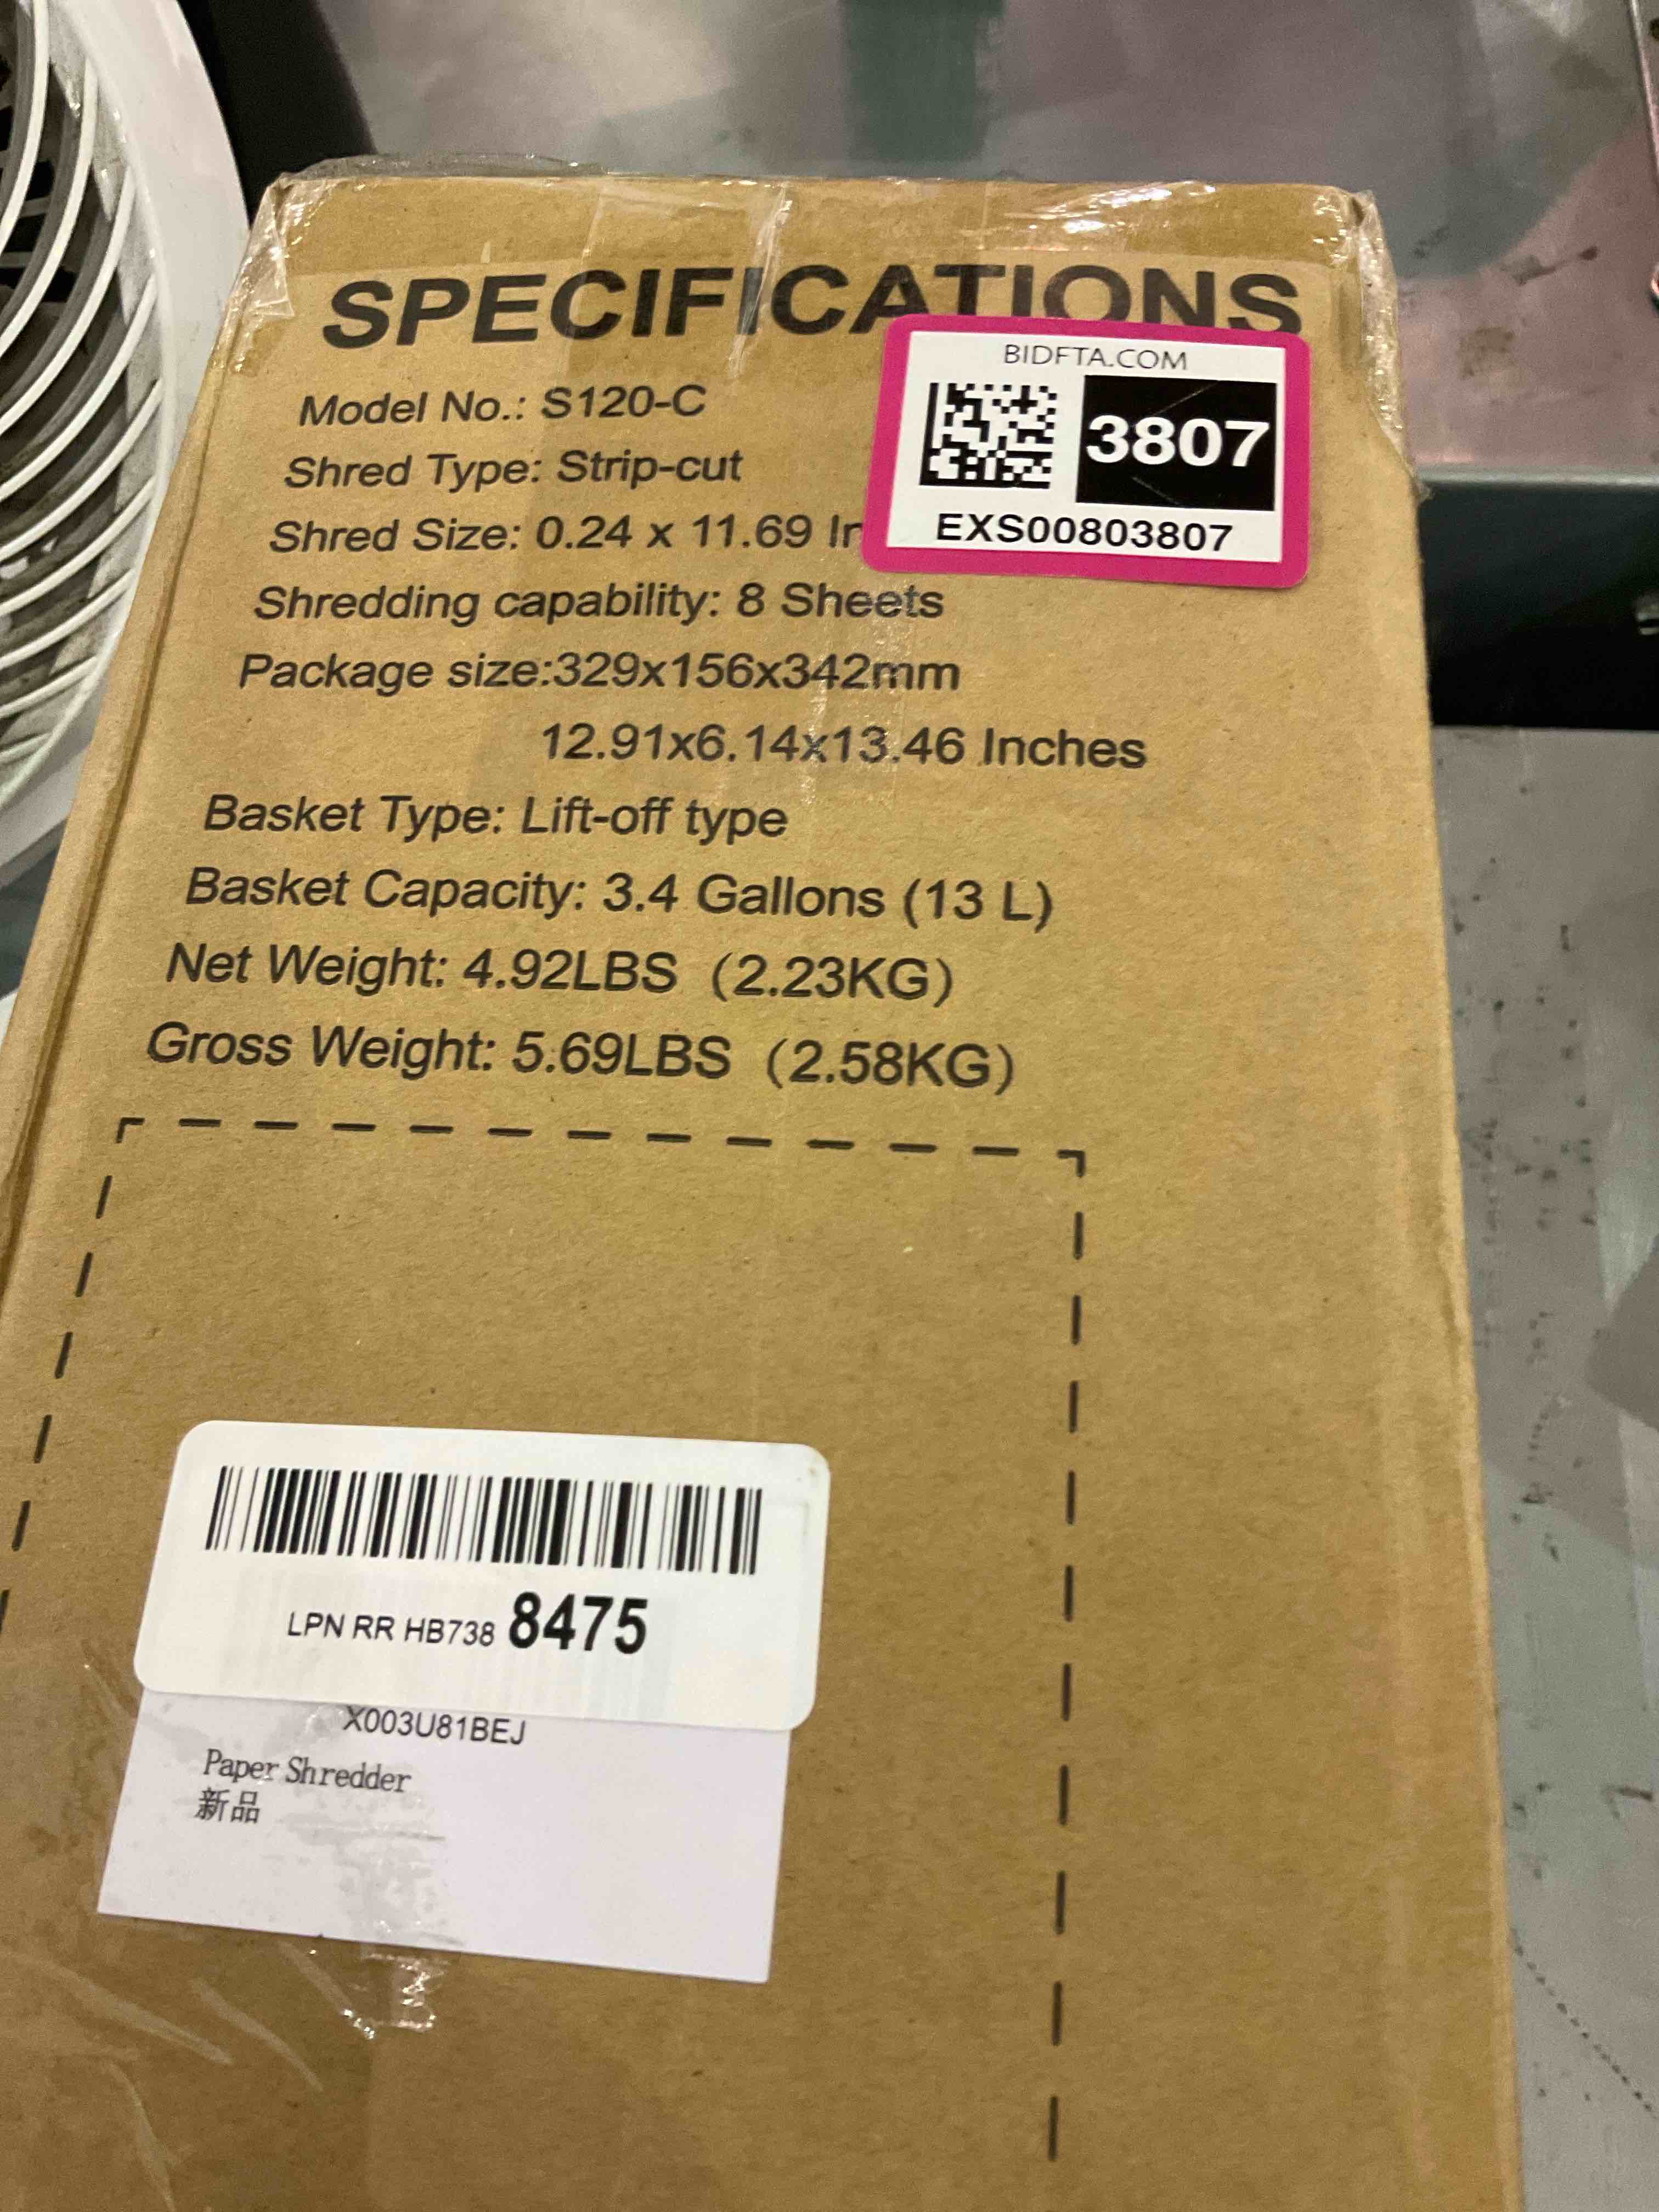 SPECIFICATIONS
BIDFTA.COM
3807
EXS00803807
Model No.: S120-C
Shred Type: Strip-cut
Shred Size: 0.24 x 11.69 In
Shredding capability: 8 Sheets
Package size:329x156x342mm
12.91x6.14x13.46 Inches
Basket Type: Lift-off type
Basket Capacity: 3.4 Gallons (13 L)
Net Weight: 4.92LBS (2.23KG)
Gross Weight: 5.69LBS (2.58KG)
LPN RR HB738 8475
X003U81BEJ
Paper Shredder
新品